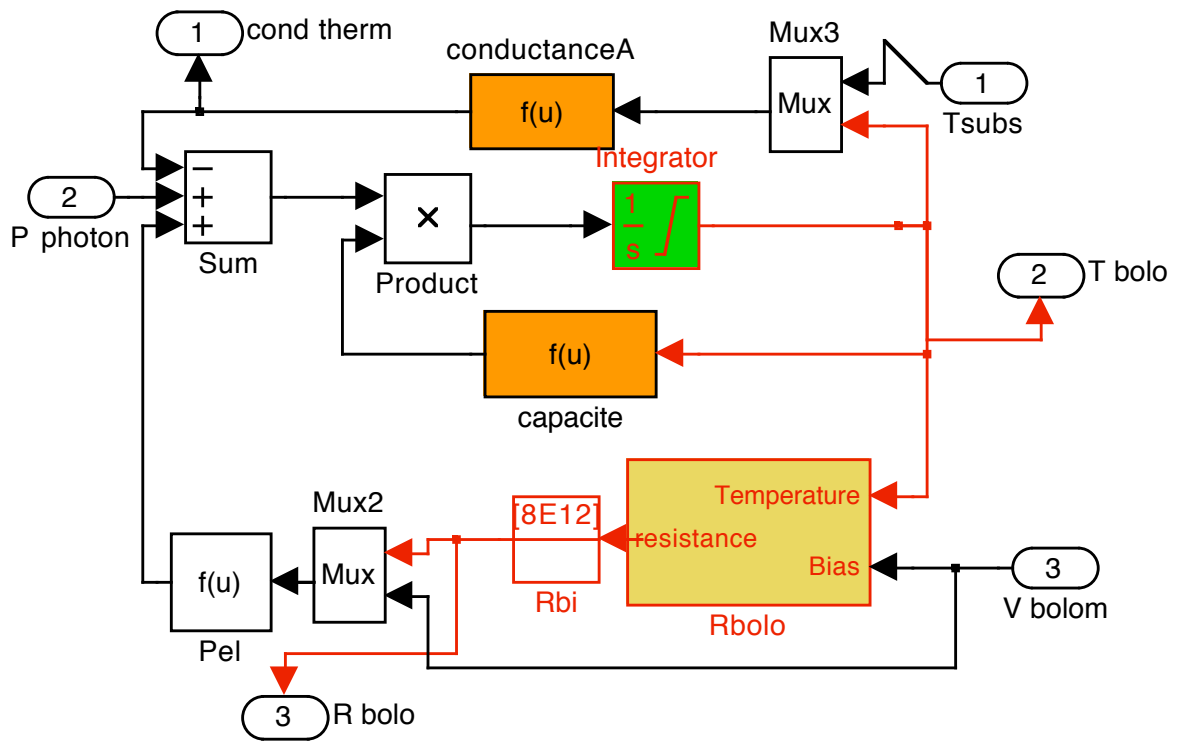 1
cond therm
conductanceA
f(u)
Mux3
Mux
1
Tsubs
2
P photon
−
+
+
Sum
×
Product
Integrator
1
s
2
T bolo
f(u)
capacite
Temperature
resistance
Bias
Rbolo
[8E12]
Rbi
Mux2
Mux
f(u)
Pel
3
V bolom
3
R bolo